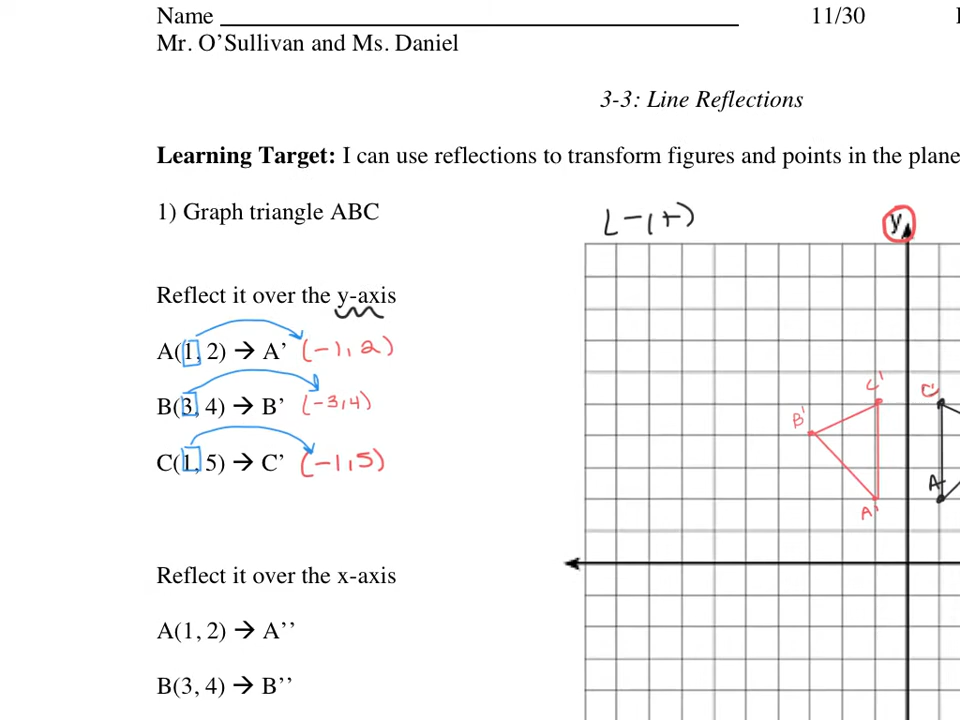 Name 11/30
Mr. O’Sullivan and Ms. Daniel
3-3: Line Reflections
Learning Target: I can use reflections to transform figures and points in the plane
1) Graph triangle ABC
(-,+)
y
Reflect it over the y-axis
A(1, 2) → A’ (-1, 2)
B(3, 4) → B’ (-3, 4)
C(1, 5) → C’ (-1, 5)
C'
C
B'
A
A'
Reflect it over the x-axis
A(1, 2) → A’’
B(3, 4) → B’’